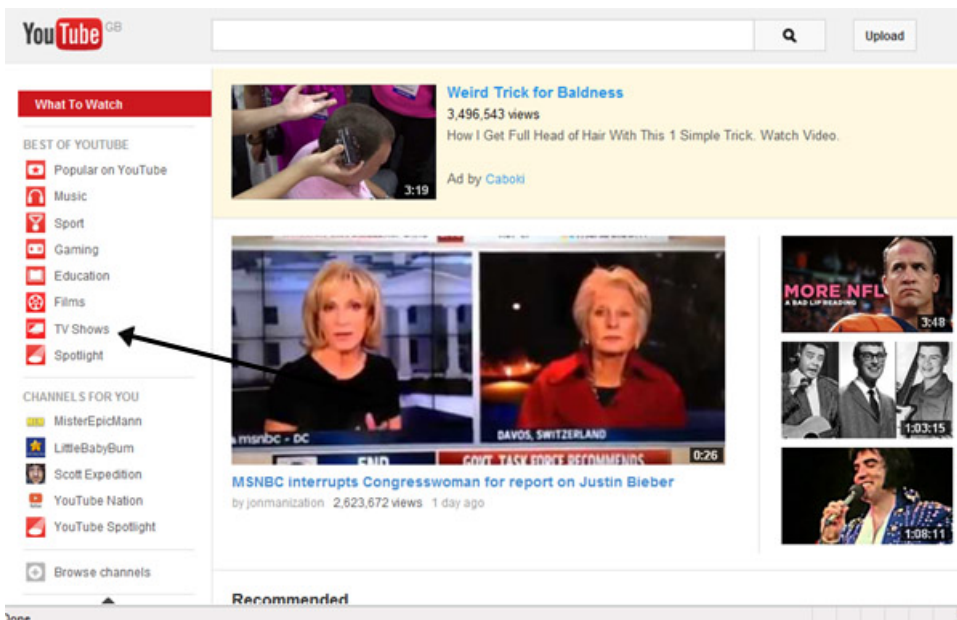 YouTube GB
Upload
What To Watch
BEST OF YOUTUBE
Popular on YouTube
Music
Sport
Gaming
Education
Films
TV Shows
Spotlight
CHANNELS FOR YOU
MisterEpicMann
LittleBabyBum
Scott Expedition
YouTube Nation
YouTube Spotlight
Browse channels
Weird Trick for Baldness
3,496,543 views
How I Get Full Head of Hair With This 1 Simple Trick. Watch Video.
Ad by Caboki
3:19
msnbc - DC
DAVOS, SWITZERLAND
GOVT. TASK FORCE RECOMMENDS
0:26
MSNBC interrupts Congresswoman for report on Justin Bieber
by jonmanization 2,623,672 views 1 day ago
MORE NFL
A BAD LIP READING
3:48
1:03:15
1:08:11
Recommended
Done